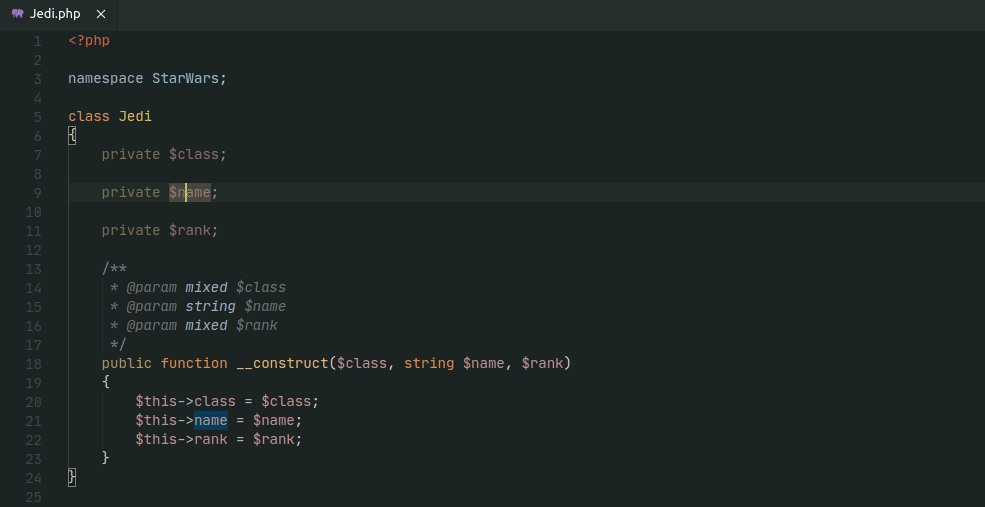 Jedi.php
1 <?php
2
3 namespace StarWars;
4
5 class Jedi
6 {
7 private $class;
8
9 private $name;
10
11 private $rank;
12
13 /**
14 * @param mixed $class
15 * @param string $name
16 * @param mixed $rank
17 */
18 public function __construct($class, string $name, $rank)
19 {
20 $this->class = $class;
21 $this->name = $name;
22 $this->rank = $rank;
23 }
24 }
25